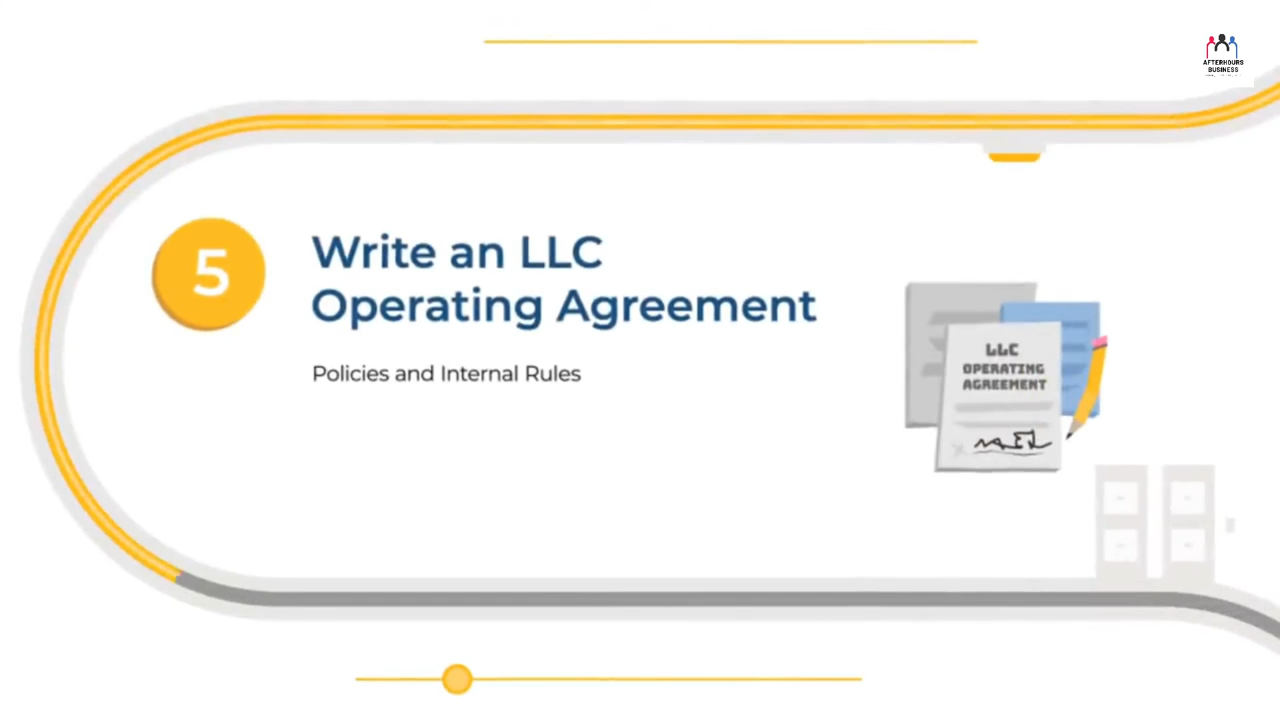 AFTERHOURS
BUSINESS
5
Write an LLC
Operating Agreement
Policies and Internal Rules
LLC
OPERATING
AGREEMENT